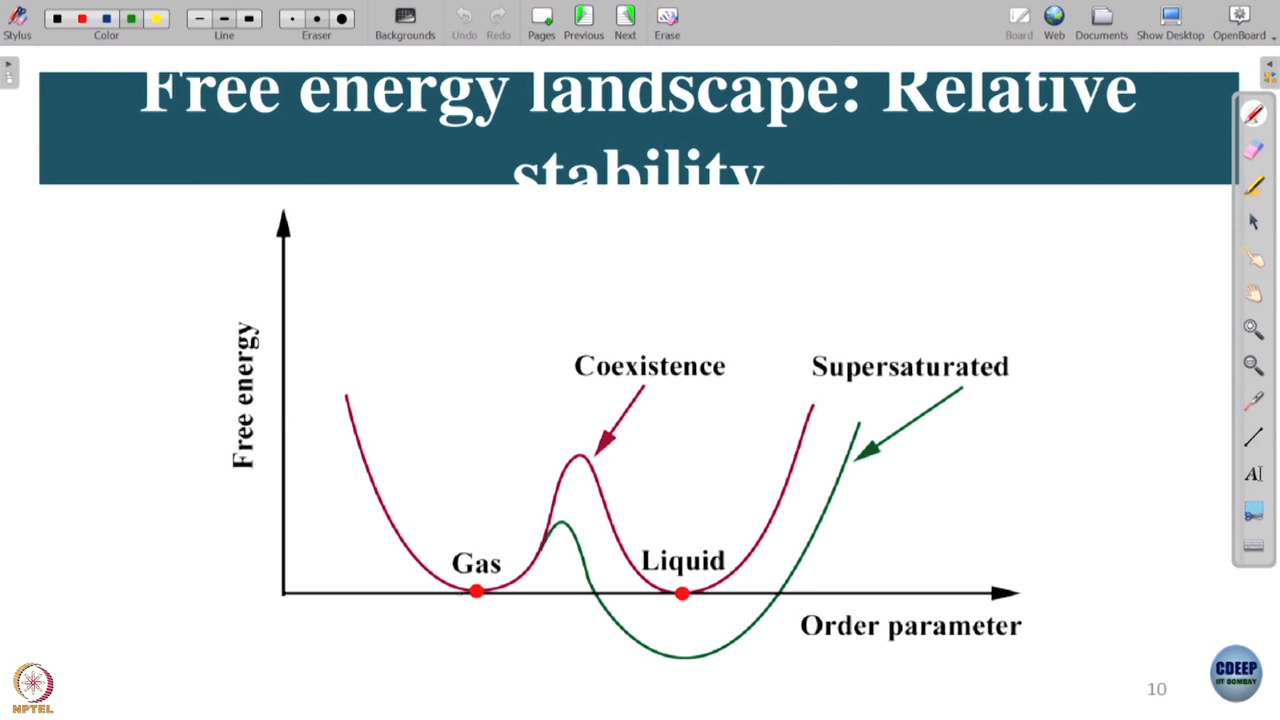 Stylus
Color
Line
Eraser
Backgrounds
Undo
Redo
Pages
Previous
Next
Erase
Board
Web
Documents
Show Desktop
OpenBoard
Free energy landscape: Relative
stability
Free energy
Coexistence
Supersaturated
Gas
Liquid
Order parameter
NPTEL
10
CDEEP
IIT BOMBAY